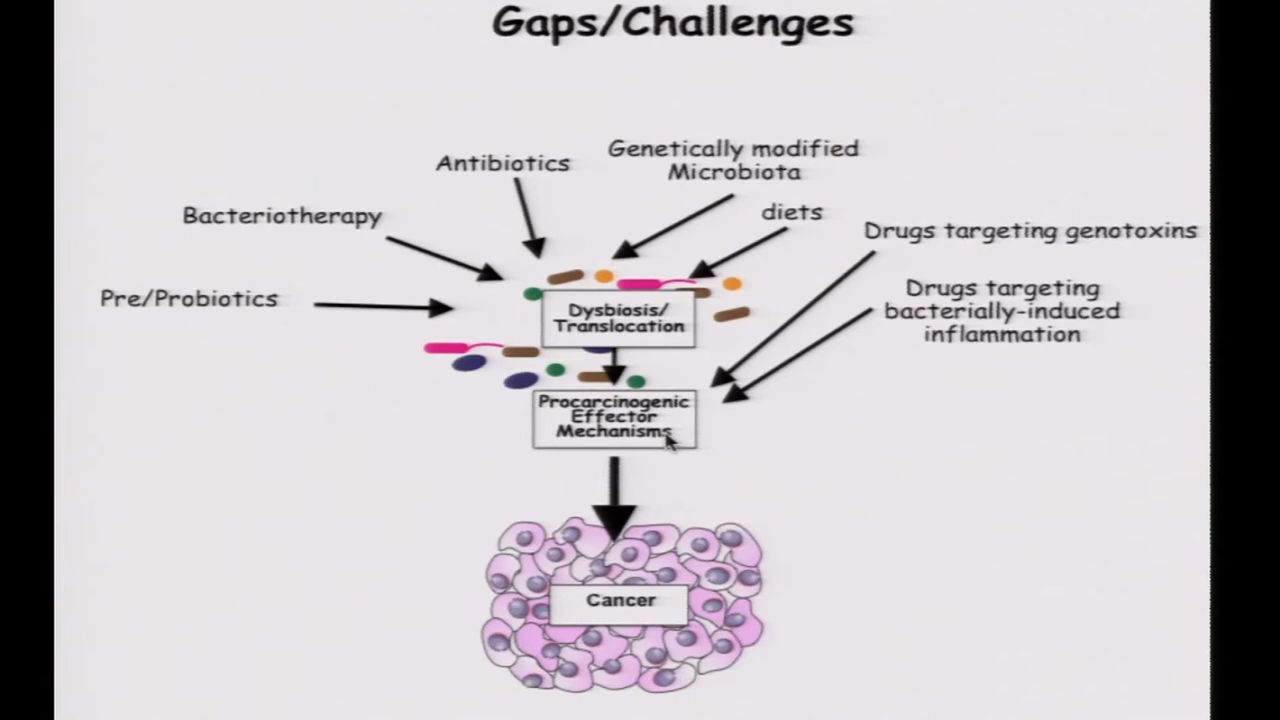 Gaps/Challenges
Antibiotics
Genetically modified
Microbiota
Bacteriotherapy
diets
Drugs targeting genotoxins
Pre/Probiotics
Drugs targeting
bacterially-induced
inflammation
Dysbiosis/
Translocation
Procarcinogenic
Effector
Mechanisms
Cancer